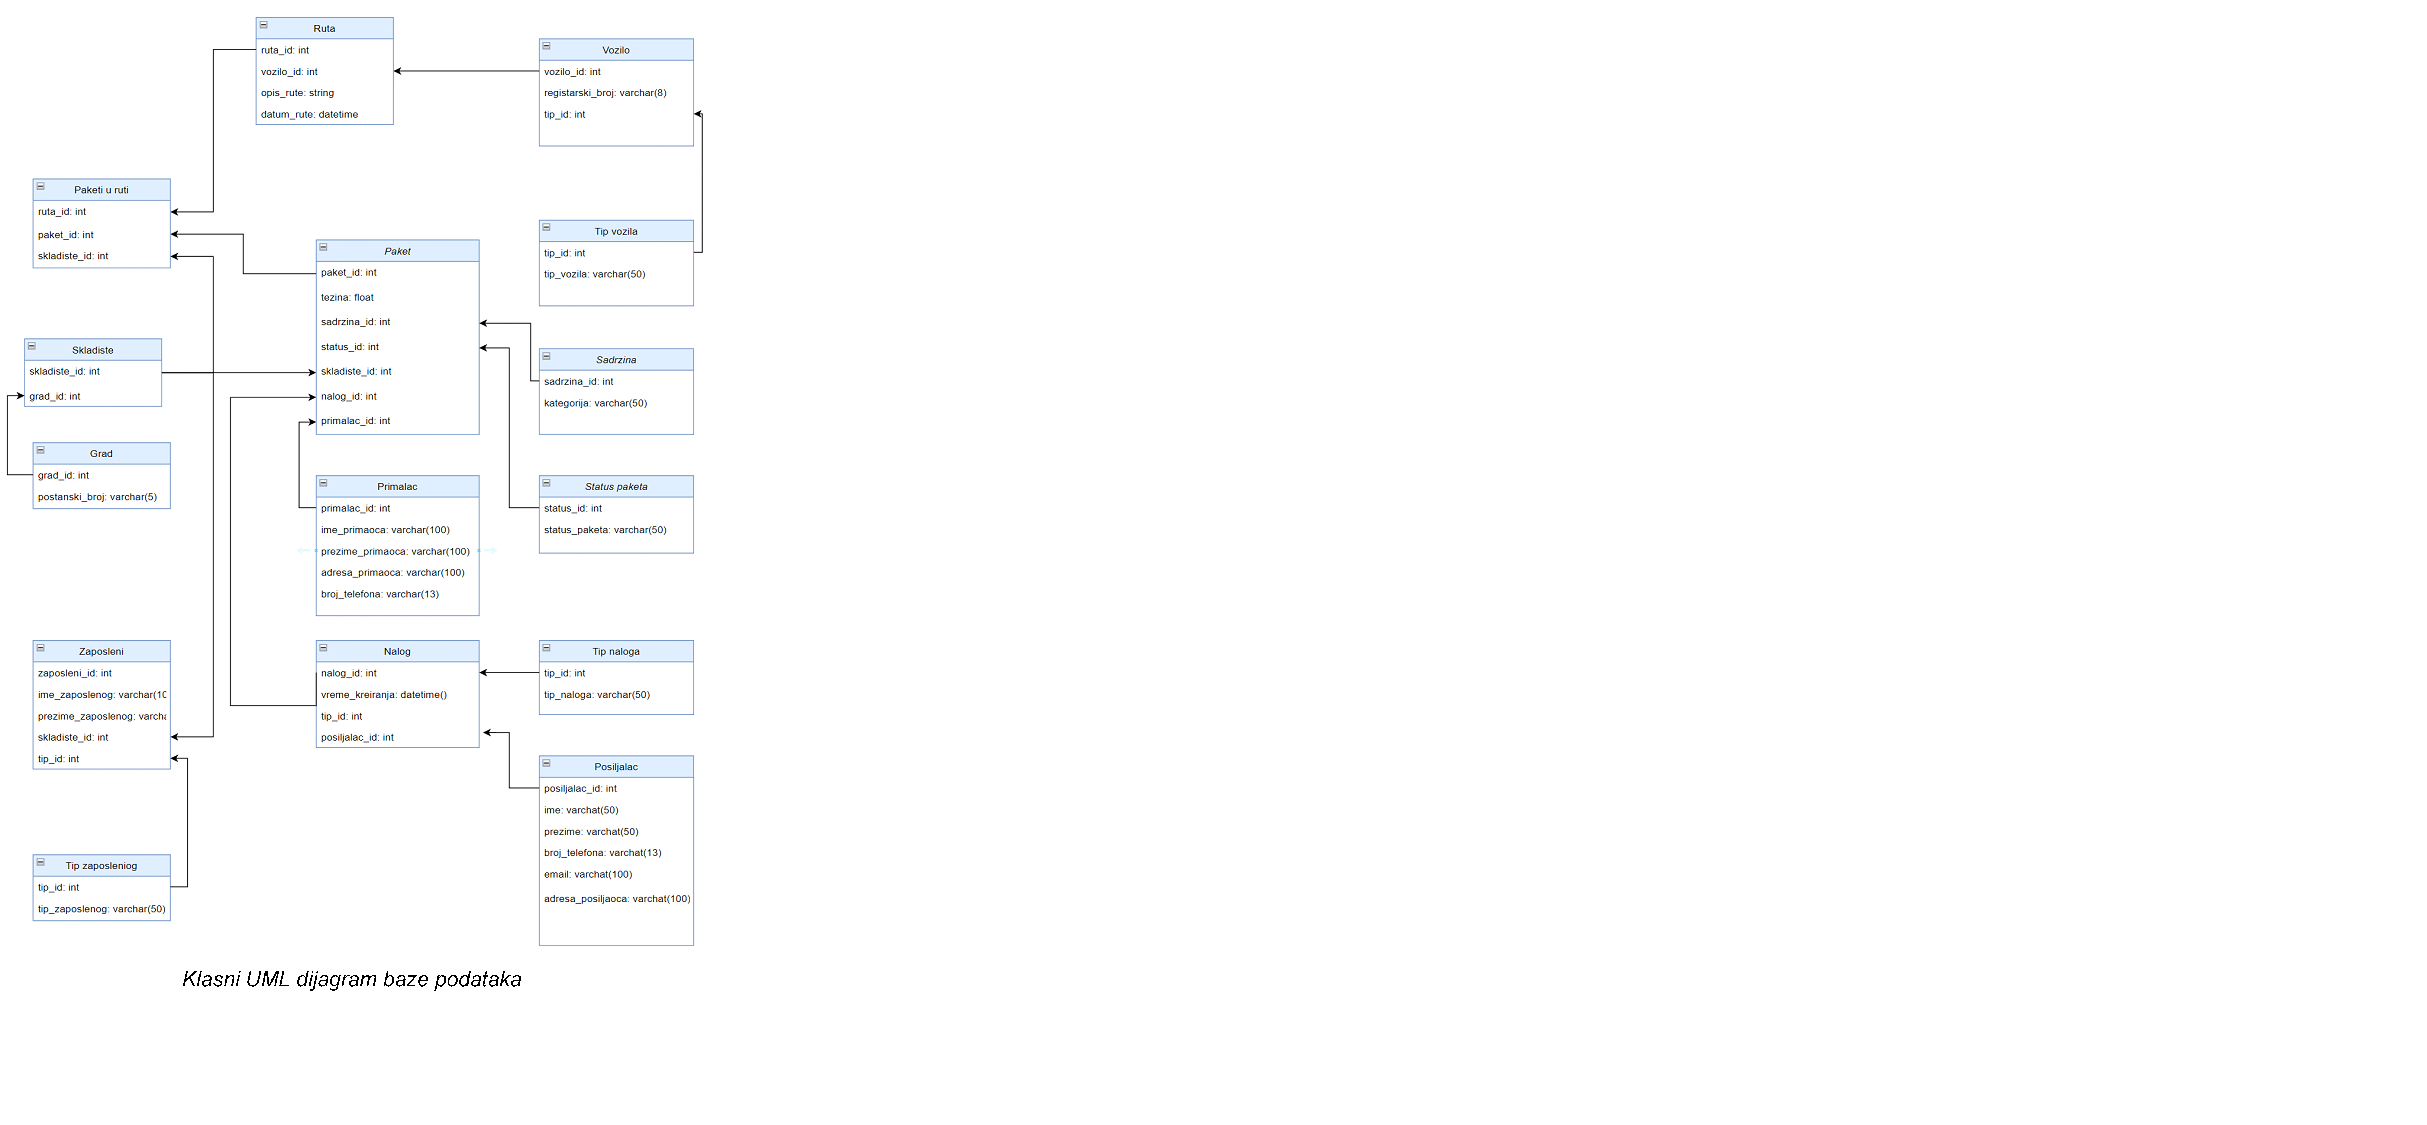 Ruta
ruta_id: int
vozilo_id: int
opis_rute: string
datum_rute: datetime
Vozilo
vozilo_id: int
registarski_broj: varchar(8)
tip_id: int
Paketi u ruti
ruta_id: int
paket_id: int
skladiste_id: int
Paket
paket_id: int
tezina: float
sadrzina_id: int
status_id: int
skladiste_id: int
nalog_id: int
primalac_id: int
Tip vozila
tip_id: int
tip_vozila: varchar(50)
Skladiste
skladiste_id: int
grad_id: int
Sadrzina
sadrzina_id: int
kategorija: varchar(50)
Grad
grad_id: int
postanski_broj: varchar(5)
Primalac
primalac_id: int
ime_primaoca: varchar(100)
prezime_primaoca: varchar(100)
adresa_primaoca: varchar(100)
broj_telefona: varchar(13)
Status paketa
status_id: int
status_paketa: varchar(50)
Zaposleni
zaposleni_id: int
ime_zaposlenog: varchar(10
prezime_zaposlenog: varcha
skladiste_id: int
tip_id: int
Nalog
nalog_id: int
vreme_kreiranja: datetime()
tip_id: int
posiljalac_id: int
Tip naloga
tip_id: int
tip_naloga: varchar(50)
Posiljalac
posiljalac_id: int
ime: varchat(50)
prezime: varchat(50)
broj_telefona: varchat(13)
email: varchat(100)
adresa_posiljaoca: varchat(100)
Tip zaposleniog
tip_id: int
tip_zaposlenog: varchar(50)
Klasni UML dijagram baze podataka